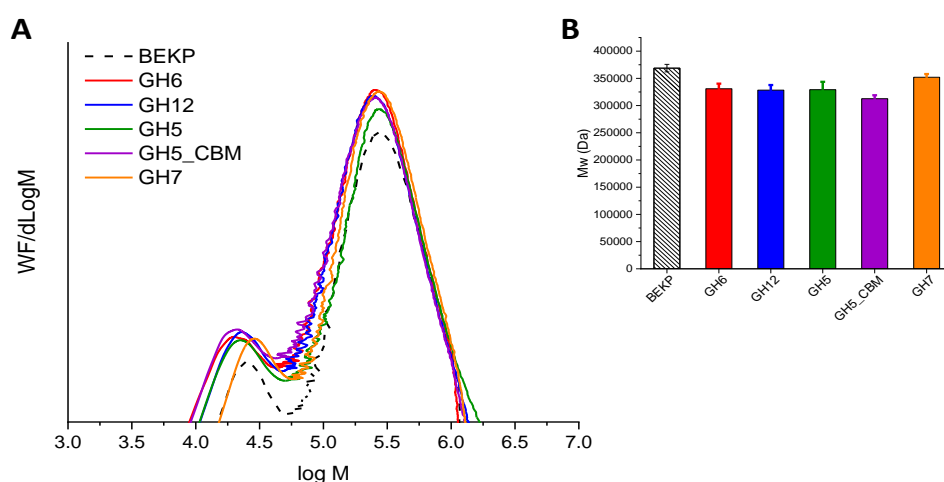 A
BEKP
GH6
GH12
GH5
GH5_CBM
GH7
WF/dLogM
3.0 3.5 4.0 4.5 5.0 5.5 6.0 6.5 7.0
log M
B
400000
350000
300000
250000
200000
150000
100000
50000
0
Mw (Da)
BEKP GH6 GH12 GH5 GH5_CBM GH7